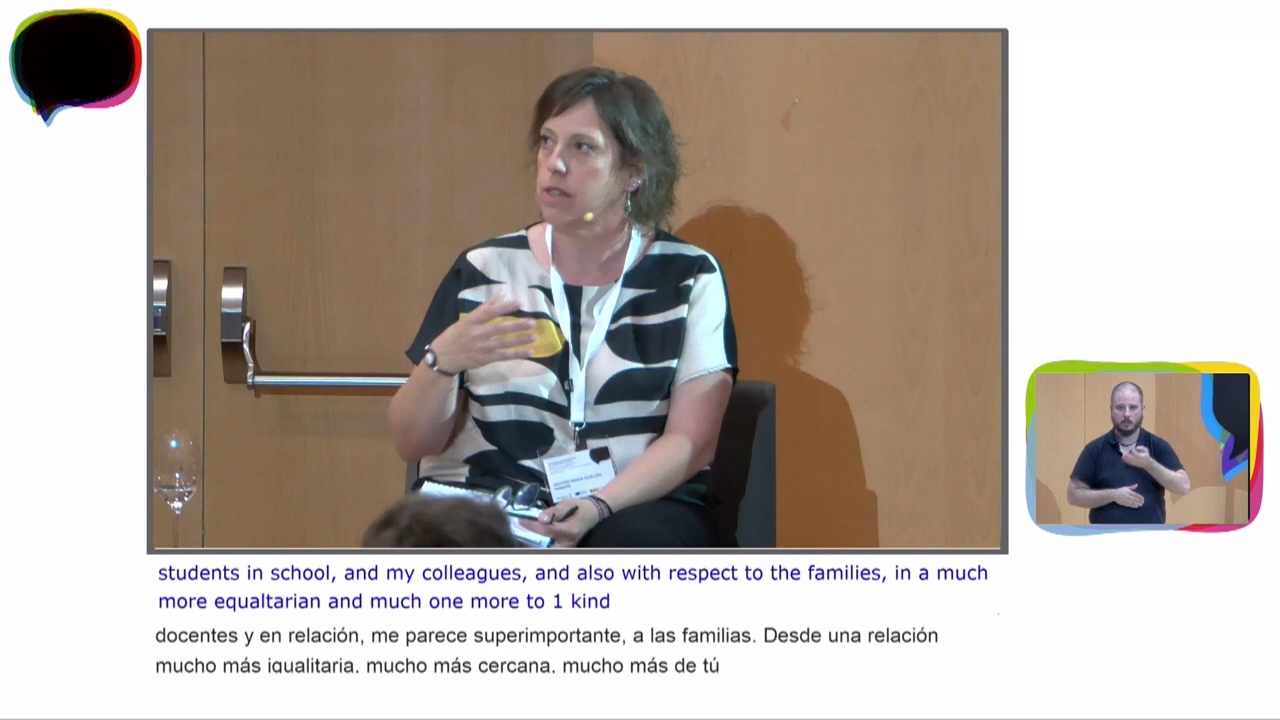 students in school, and my colleagues, and also with respect to the families, in a much
more equaltarian and much one more to 1 kind
docentes y en relación, me parece superimportante, a las familias. Desde una relación
mucho más igualitaria, mucho más cercana, mucho más de tú